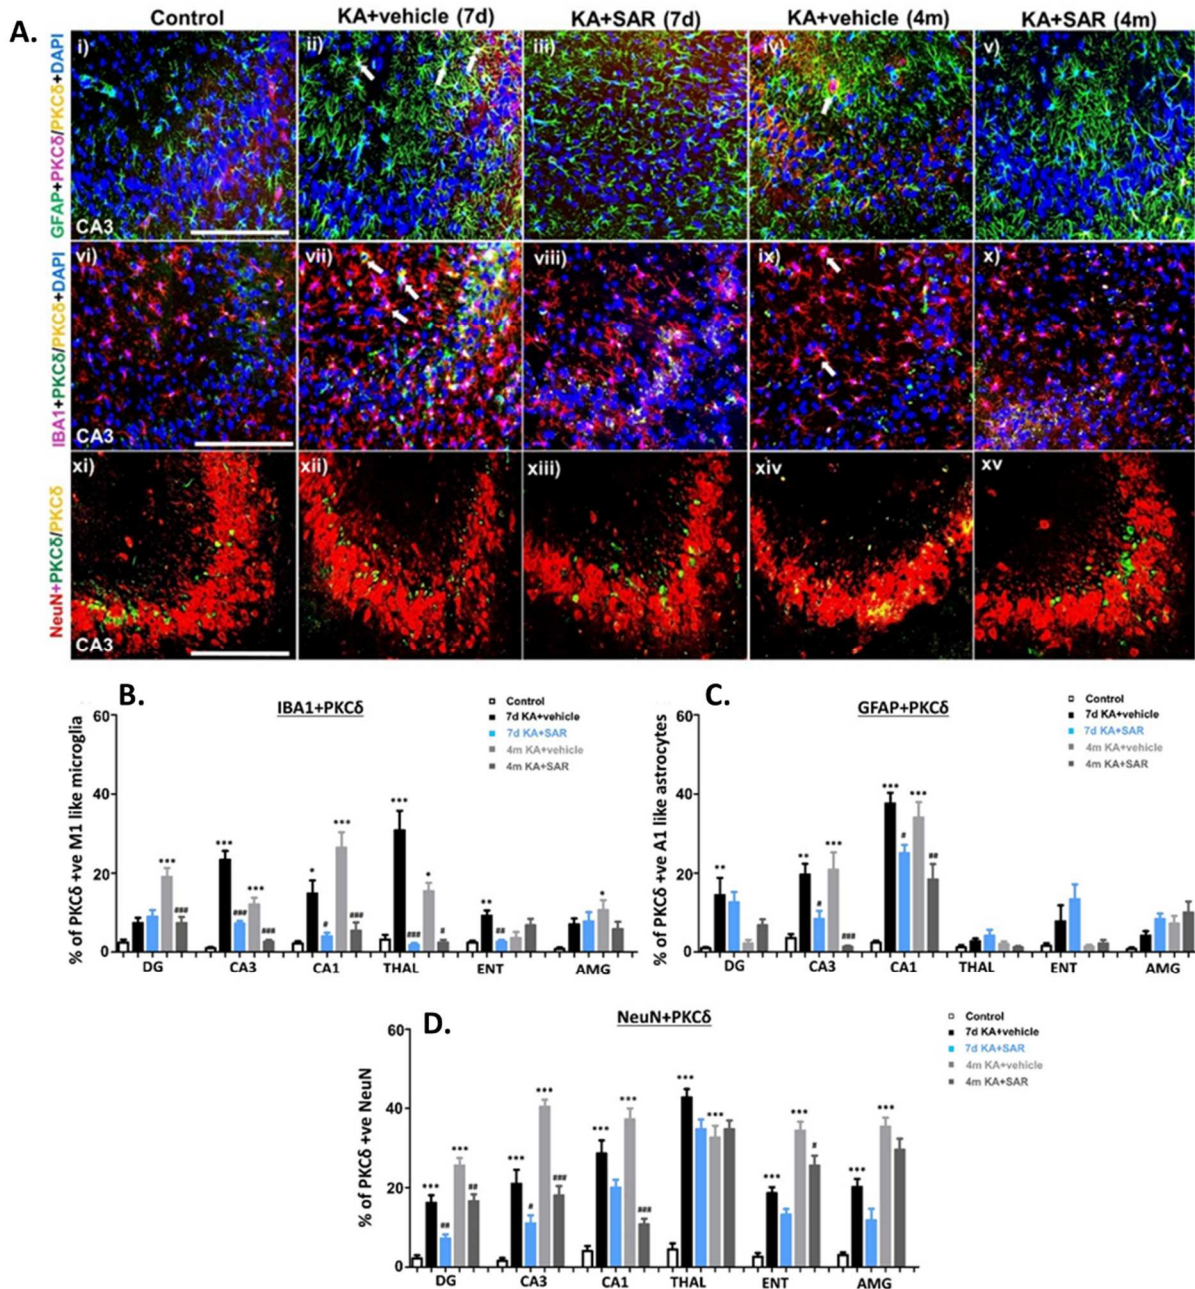 A.
Control KA+vehicle (7d) KA+SAR (7d) KA+vehicle (4m) KA+SAR (4m)
GFAP+PKCδ/PKCδ+DAPI
i) ii) iii) iv) v)
CA3
IBA1+PKCδ/PKCδ+DAPI
vi) vii) viii) ix) x)
CA3
NeuN+PKCδ/PKCδ
xi) xii) xiii) xiv xv
CA3
B.
IBA1+PKCδ
Control
7d KA+vehicle
7d KA+SAR
4m KA+vehicle
4m KA+SAR
% of PKCδ +ve M1 like microglia
60
40
20
0
*** ### *** ###
*** ### *** ###
* # *** ###
*** ### * #
** ##
*
DG CA3 CA1 THAL ENT AMG
C.
GFAP+PKCδ
Control
7d KA+vehicle
7d KA+SAR
4m KA+vehicle
4m KA+SAR
% of PKCδ +ve A1 like astrocytes
60
40
20
0
**
** # *** ###
*** # *** ##
DG CA3 CA1 THAL ENT AMG
D.
NeuN+PKCδ
Control
7d KA+vehicle
7d KA+SAR
4m KA+vehicle
4m KA+SAR
% of PKCδ +ve NeuN
60
40
20
0
*** ## *** ##
*** # *** ###
*** *** ###
*** ***
*** *** #
*** ***
DG CA3 CA1 THAL ENT AMG